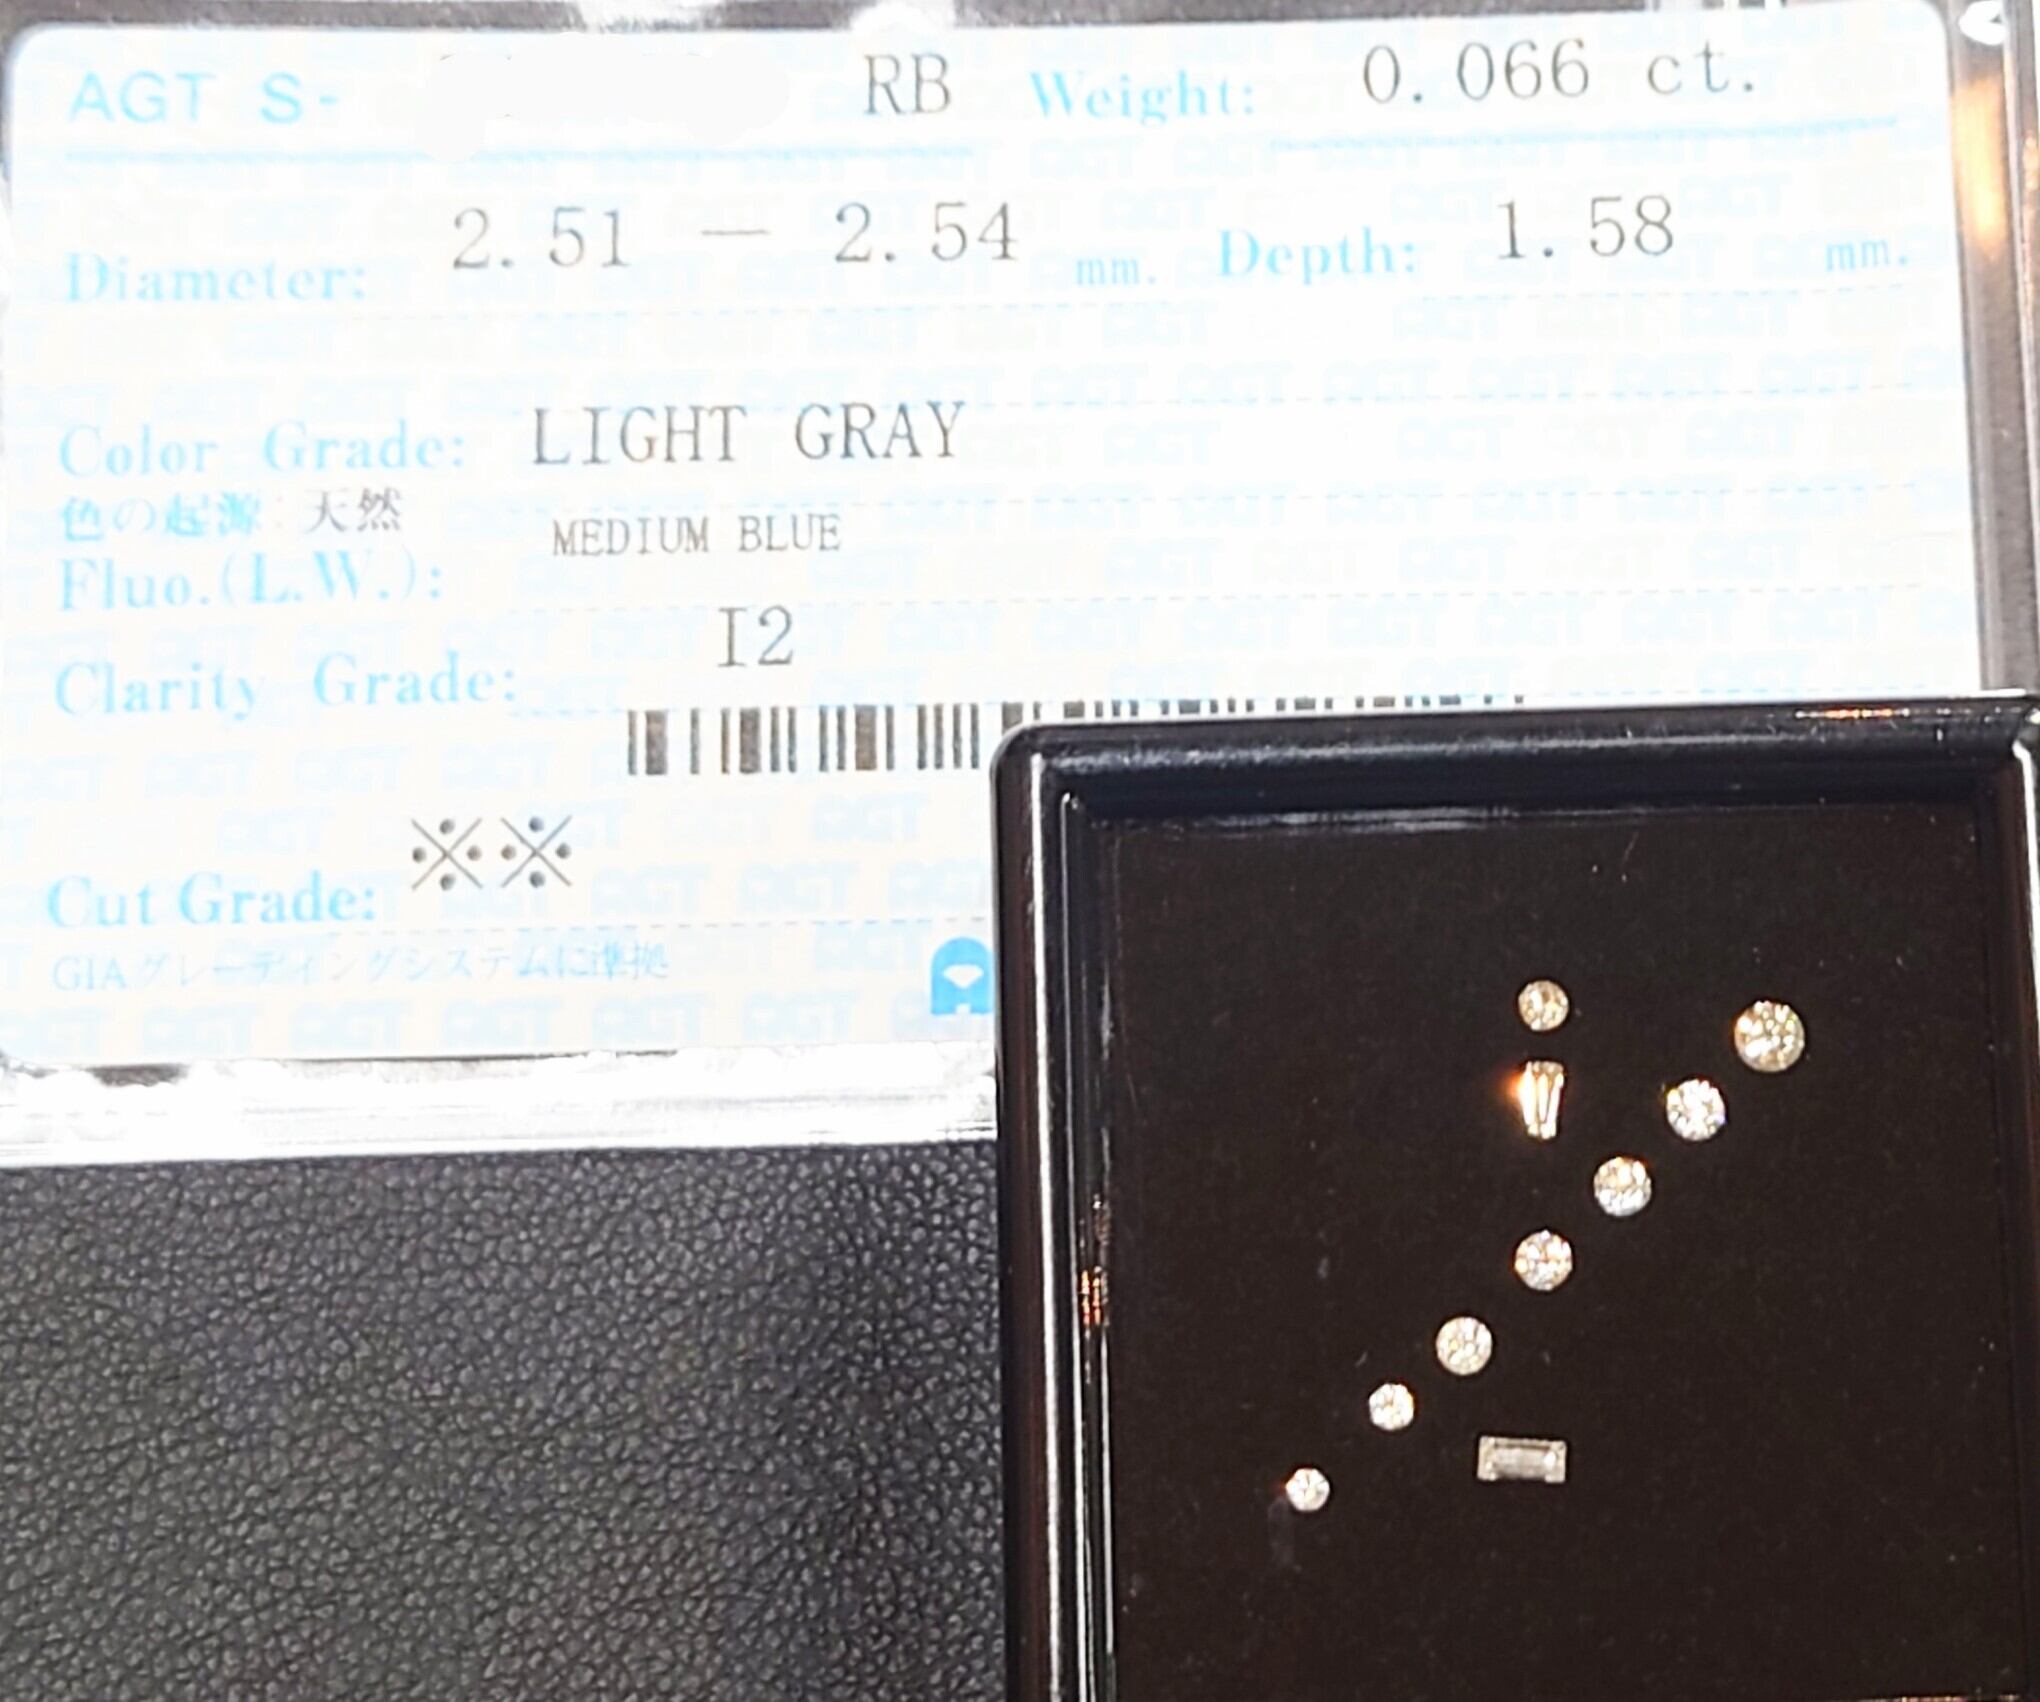 AGT S- RB Weight: 0.066 ct.
Diameter: 2.51 — 2.54 mm. Depth: 1.58 mm.
Color Grade: LIGHT GRAY
色の起源: 天然
Fluo.(L.W.): MEDIUM BLUE
Clarity Grade: I2
Cut Grade: ※※
GIAグレーディングシステムに準拠